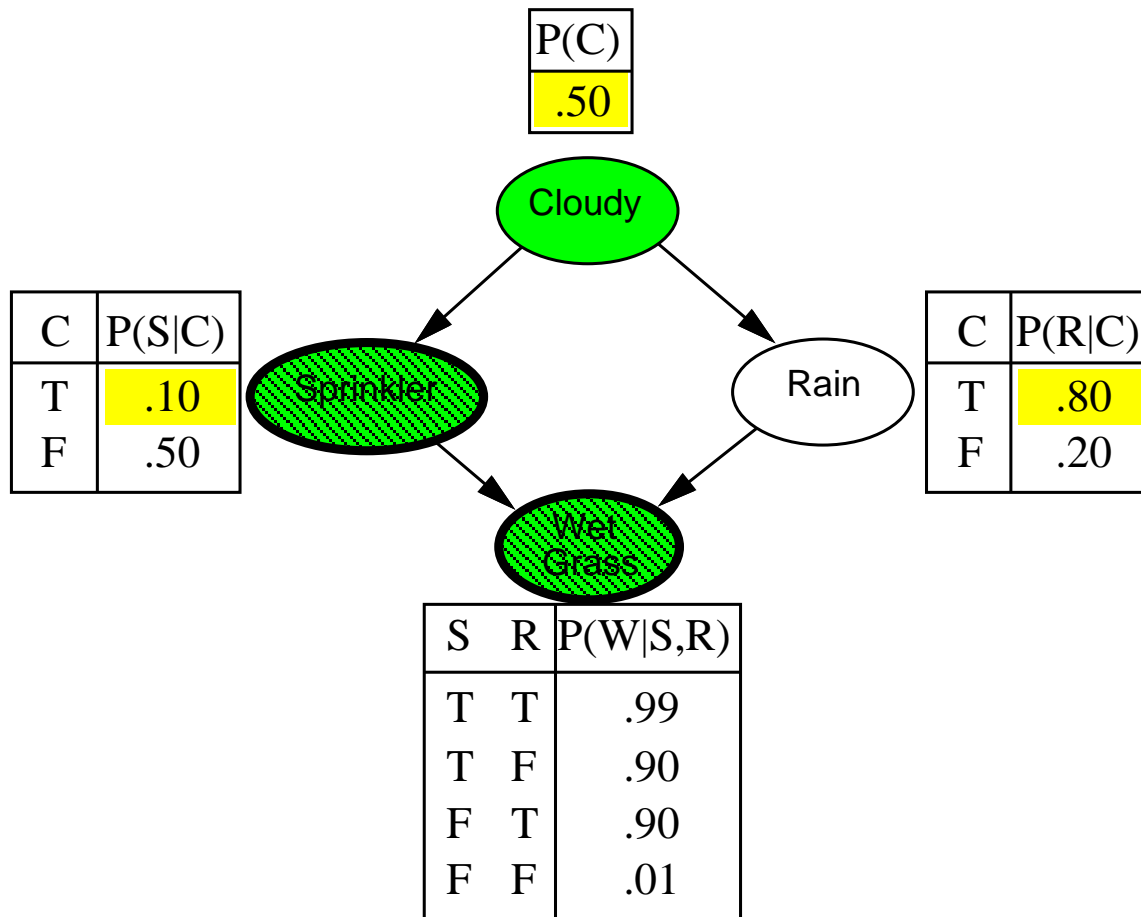 P(C)
.50
Cloudy
C P(S|C)
T .10
F .50
Sprinkler
Rain
C P(R|C)
T .80
F .20
Wet
Grass
S R P(W|S,R)
T T .99
T F .90
F T .90
F F .01